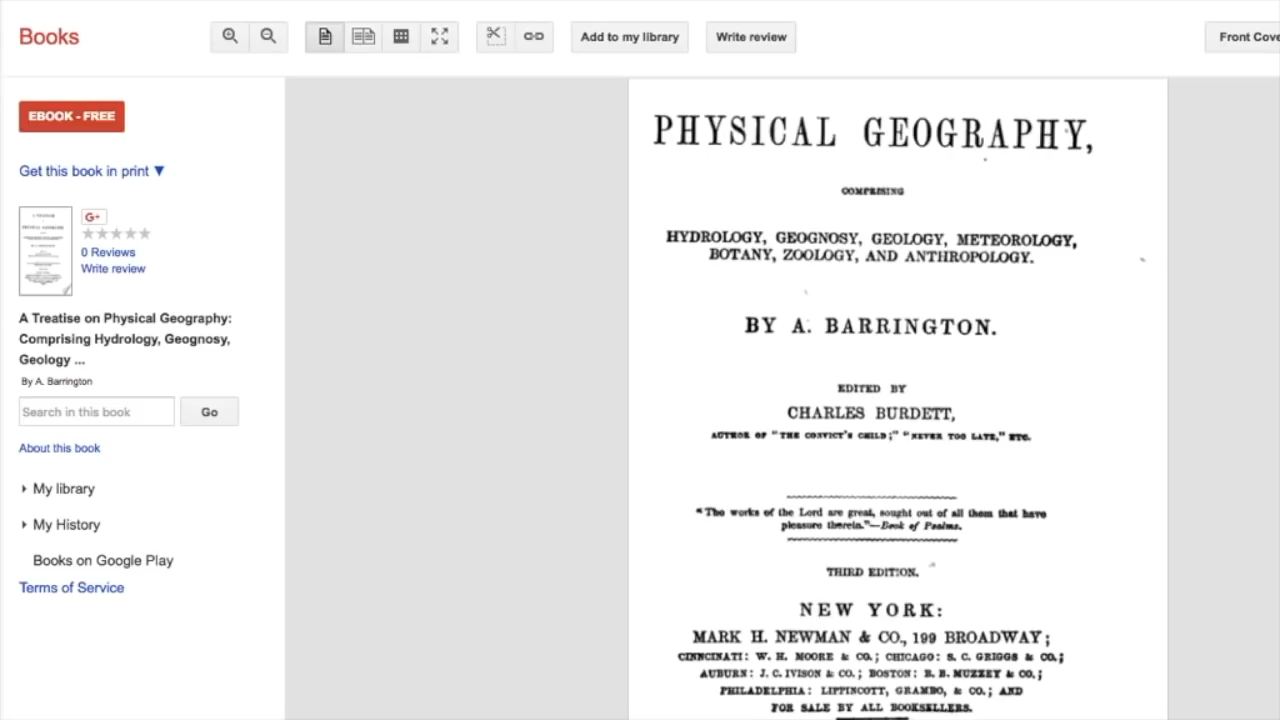 Books
Add to my library
Write review
Front Cove
EBOOK - FREE
Get this book in print ▼
G+
0 Reviews
Write review
A Treatise on Physical Geography:
Comprising Hydrology, Geognosy,
Geology ...
By A. Barrington
Search in this book
Go
About this book
My library
My History
Books on Google Play
Terms of Service
PHYSICAL GEOGRAPHY,
COMPRISING
HYDROLOGY, GEOGNOSY, GEOLOGY, METEOROLOGY,
BOTANY, ZOOLOGY, AND ANTHROPOLOGY.
BY A. BARRINGTON.
EDITED BY
CHARLES BURDETT,
AUTHOR OF "THE CONVICT'S CHILD;" "NEVER TOO LATE," ETC.
"The works of the Lord are great, sought out of all them that have
pleasure therein."—Book of Psalms.
THIRD EDITION.
NEW YORK:
MARK H. NEWMAN & CO., 199 BROADWAY;
CINNCINATI: W. H. MOORE & CO.; CHICAGO: S. C. GRIGGS & CO.;
AUBURN: J. C. IVISON & CO.; BOSTON: B. B. MUZZEY & CO.;
PHILADELPHIA: LIPPINCOTT, GRAMBO, & CO.; AND
FOR SALE BY ALL BOOKSELLERS.